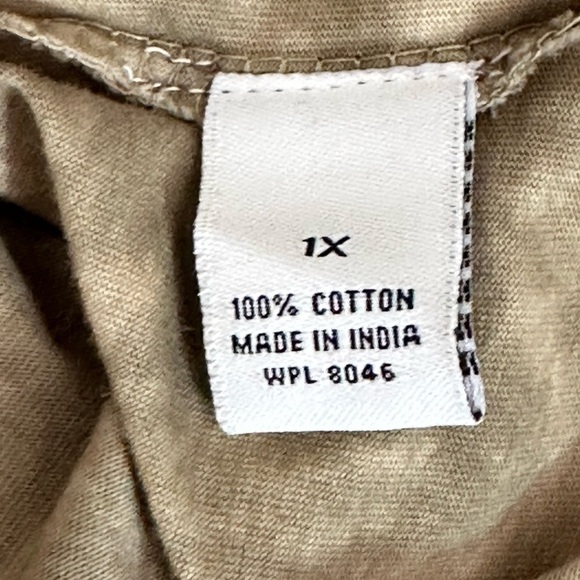 1X
100% COTTON
MADE IN INDIA
WPL 8046